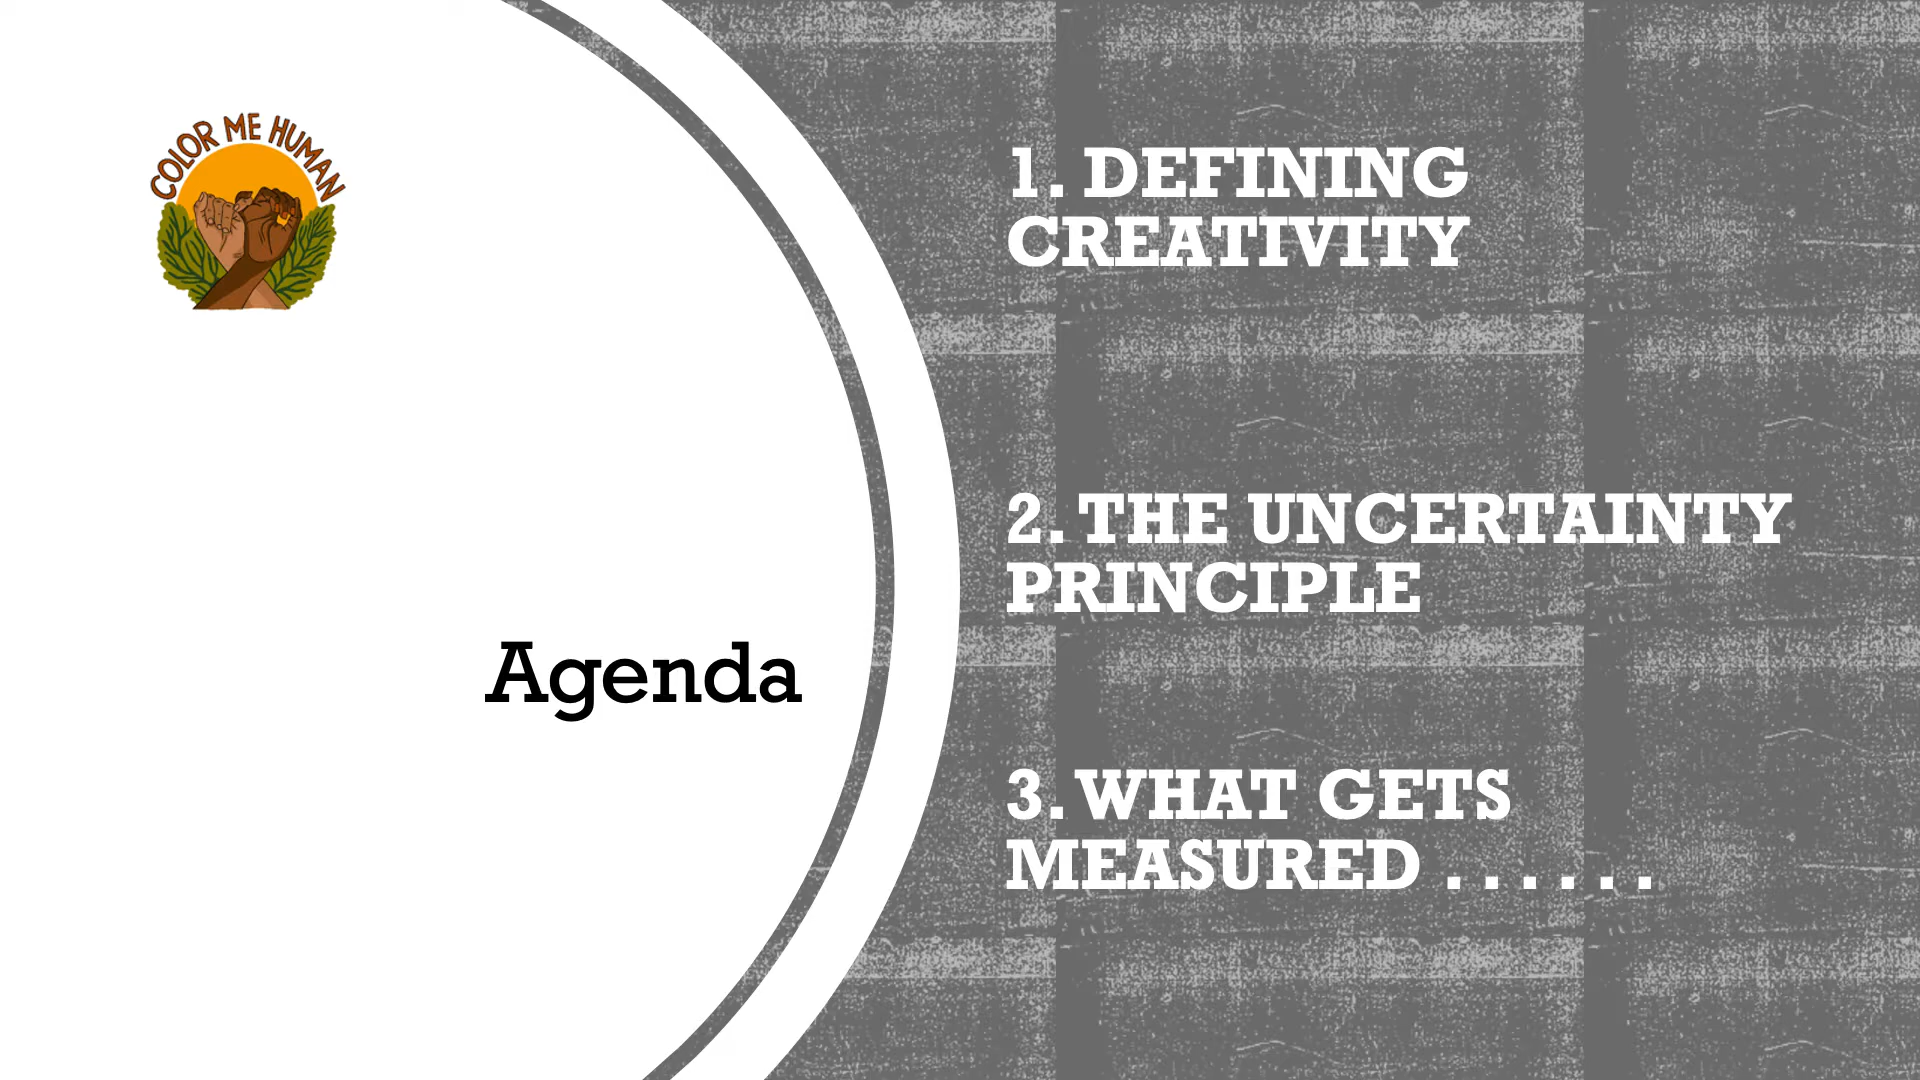 COLOR ME HUMAN
Agenda
1. DEFINING
CREATIVITY
2. THE UNCERTAINTY
PRINCIPLE
3. WHAT GETS
MEASURED . . . . . .